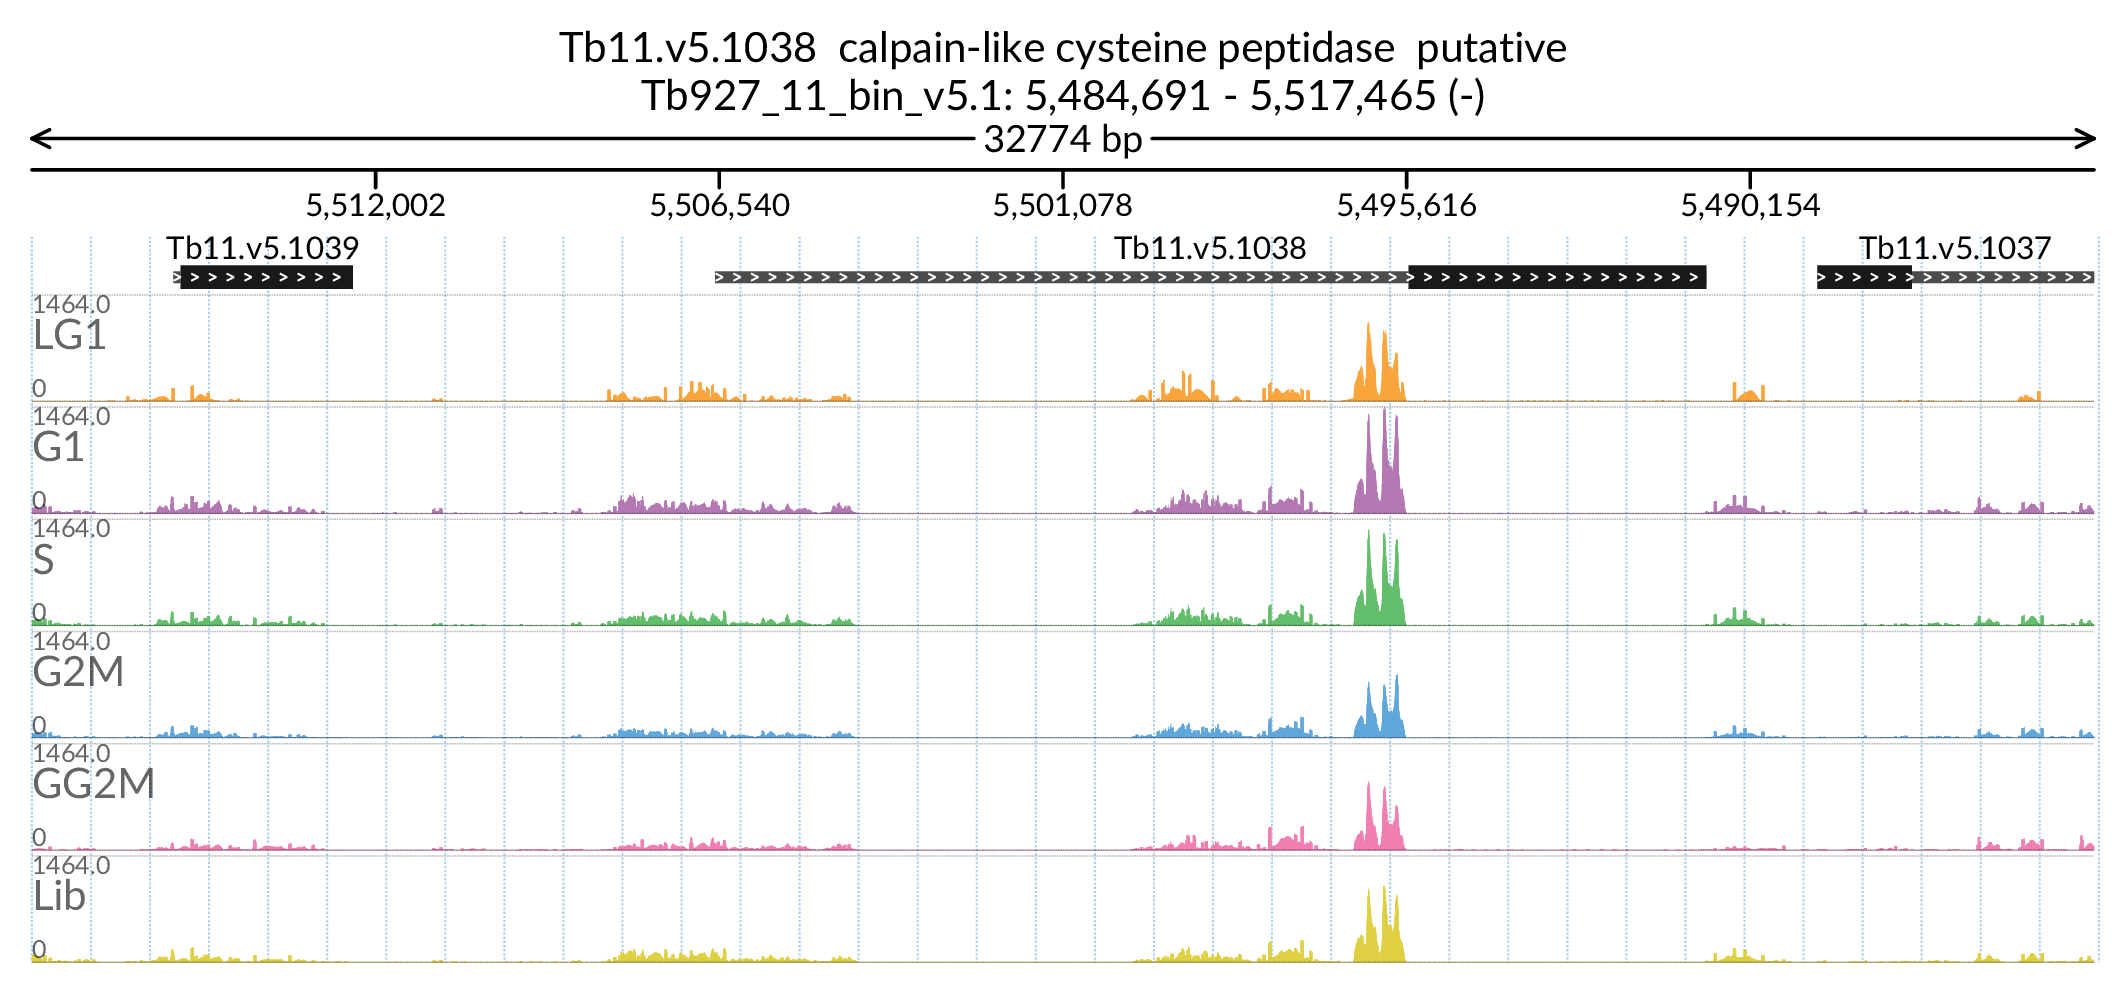 Tb11.v5.1038  calpain-like cysteine peptidase  putative
Tb927_11_bin_v5.1: 5,484,691 - 5,517,465 (-)
32774 bp
5,512,002 5,506,540 5,501,078 5,495,616 5,490,154
Tb11.v5.1039 Tb11.v5.1038 Tb11.v5.1037
1464.0
LG1
0
1464.0
G1
0
1464.0
S
0
1464.0
G2M
0
1464.0
GG2M
0
1464.0
Lib
0